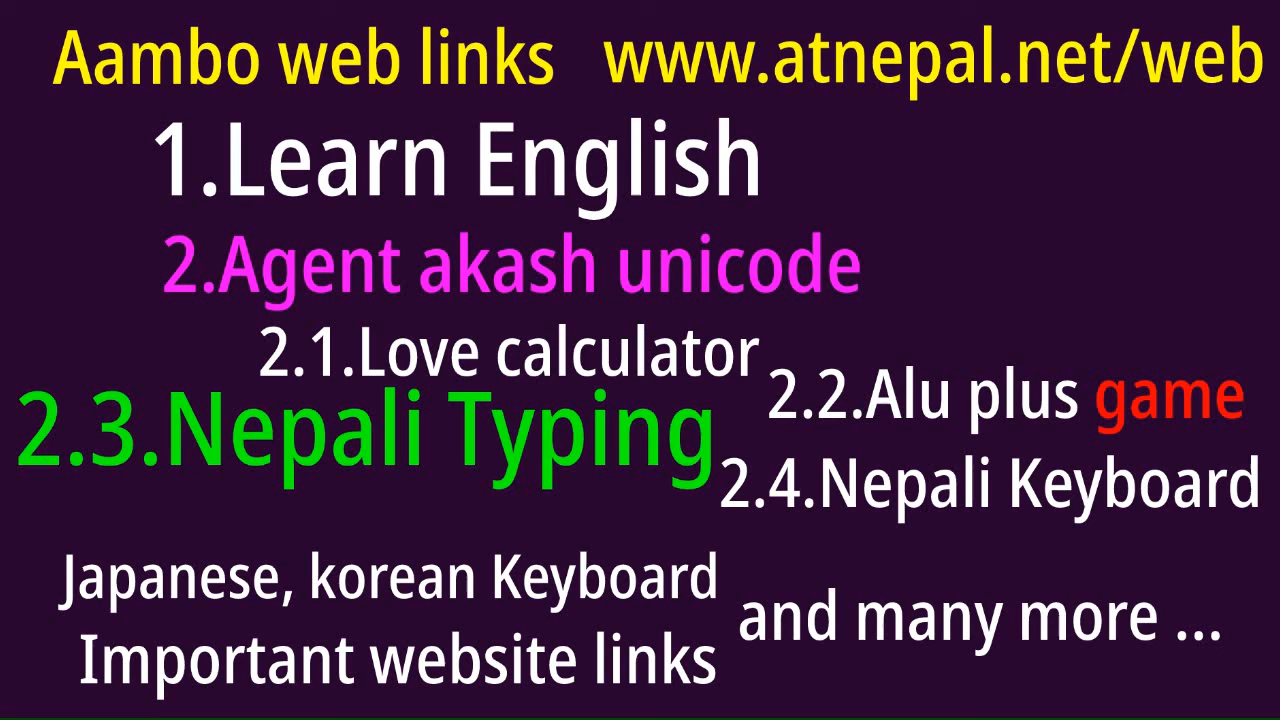 Aambo web links www.atnepal.net/web
1.Learn English
2.Agent akash unicode
2.1.Love calculator
2.2.Alu plus game
2.3.Nepali Typing
2.4.Nepali Keyboard
Japanese, korean Keyboard
and many more ...
Important website links